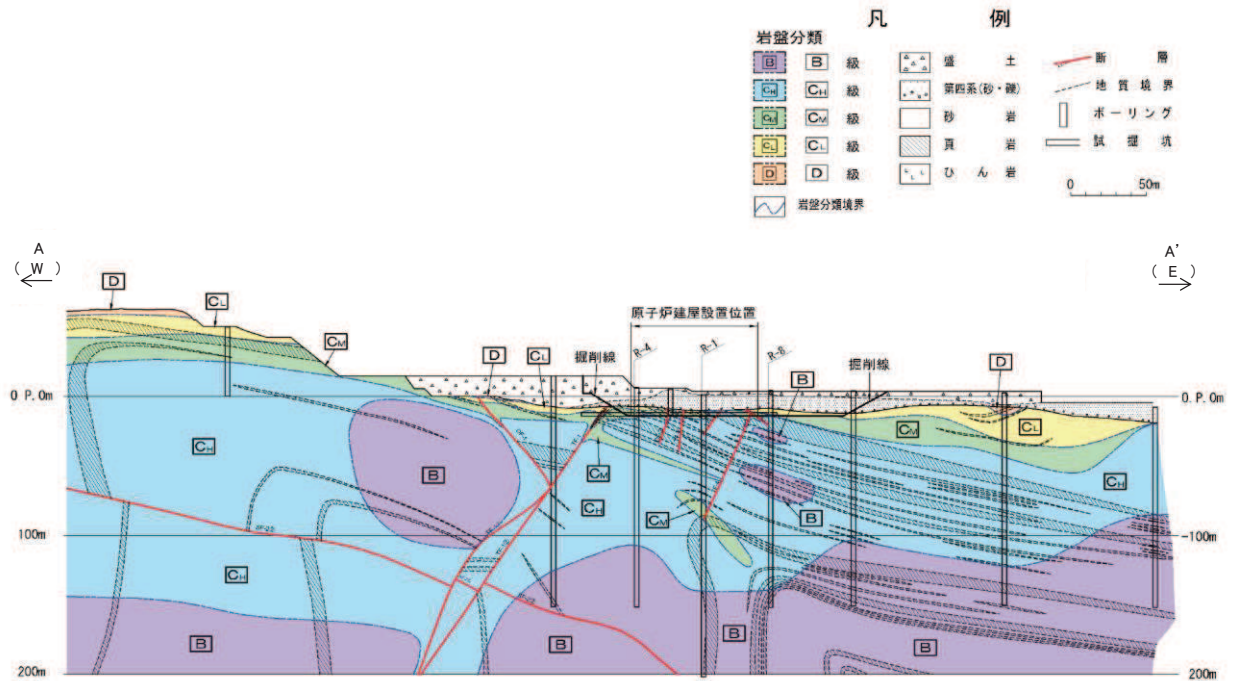 凡 例
岩盤分類
B B 級
CH CH 級
CM CM 級
CL CL 級
D D 級
岩盤分類境界
盛 土
第四系(砂・礫)
砂 岩
頁 岩
ひ ん 岩
断 層
地 質 境 界
ボ ー リ ン グ
試 掘 坑
0 50m
A
( W )
A'
( E )
D
CL
CM
D
CL
掘削線
原子炉建屋設置位置
R-4
R-1
R-8
B
掘削線
D
0 P.0m
0 P.0m
CM
CL
CH
B
CM
CH
CM
B
CH
100m
-100m
CH
B
B
B
B
200m
200m